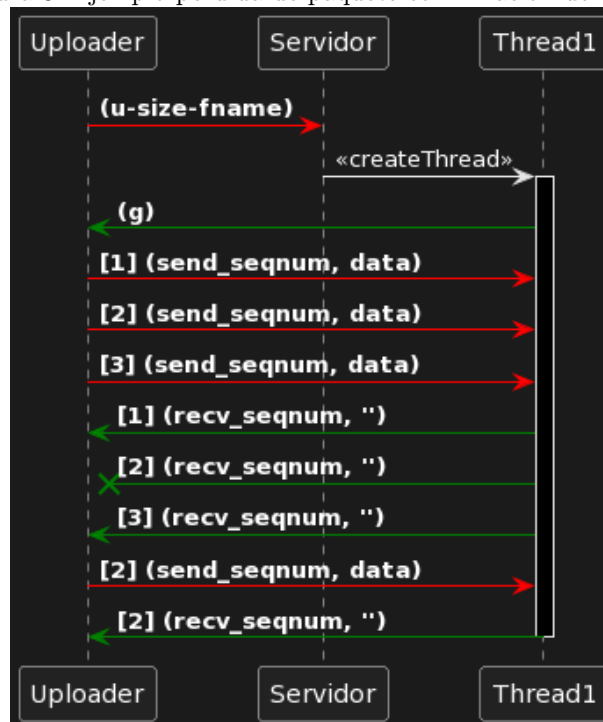 Uploader Servidor Thread1
(u-size-fname)
«createThread»
(g)
[1] (send_seqnum, data)
[2] (send_seqnum, data)
[3] (send_seqnum, data)
[1] (recv_seqnum, '')
[2] (recv_seqnum, '')
[3] (recv_seqnum, '')
[2] (send_seqnum, data)
[2] (recv_seqnum, '')
Uploader Servidor Thread1